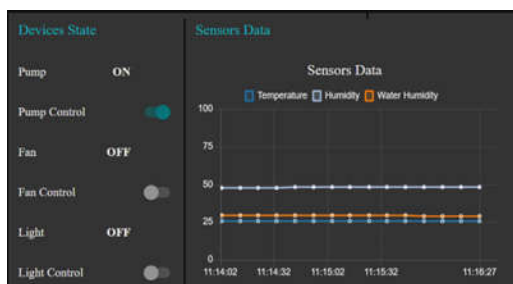 Devices State
Pump ON
Pump Control
Fan OFF
Fan Control
Light OFF
Light Control
Sensors Data
Sensors Data
Temperature Humidity Water Humidity
100
75
50
25
0
11:14:02 11:14:32 11:15:02 11:15:32 11:16:27